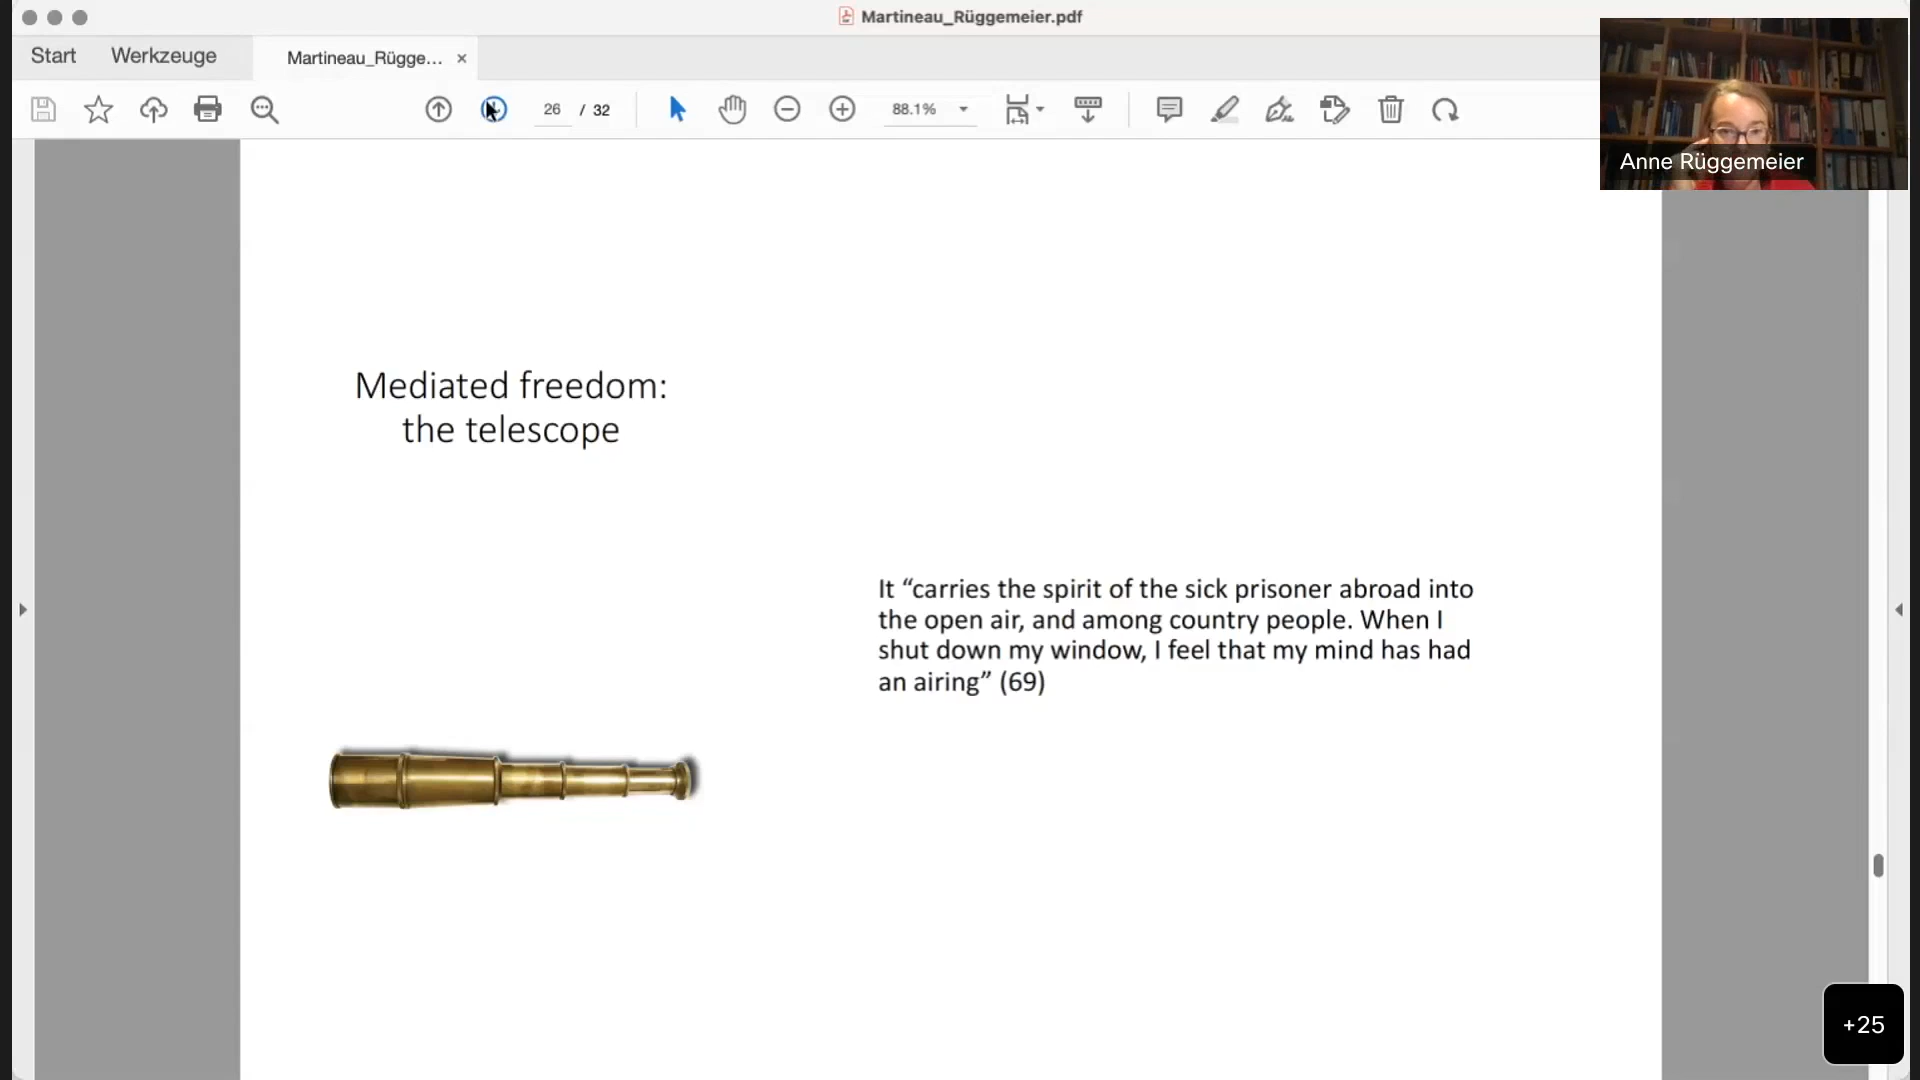 Martineau_Rüggemeier.pdf
Start
Werkzeuge
Martineau_Rügge...
26 / 32
88.1%
Anne Rüggemeier
Mediated freedom:
the telescope
It “carries the spirit of the sick prisoner abroad into
the open air, and among country people. When I
shut down my window, I feel that my mind has had
an airing” (69)
+25